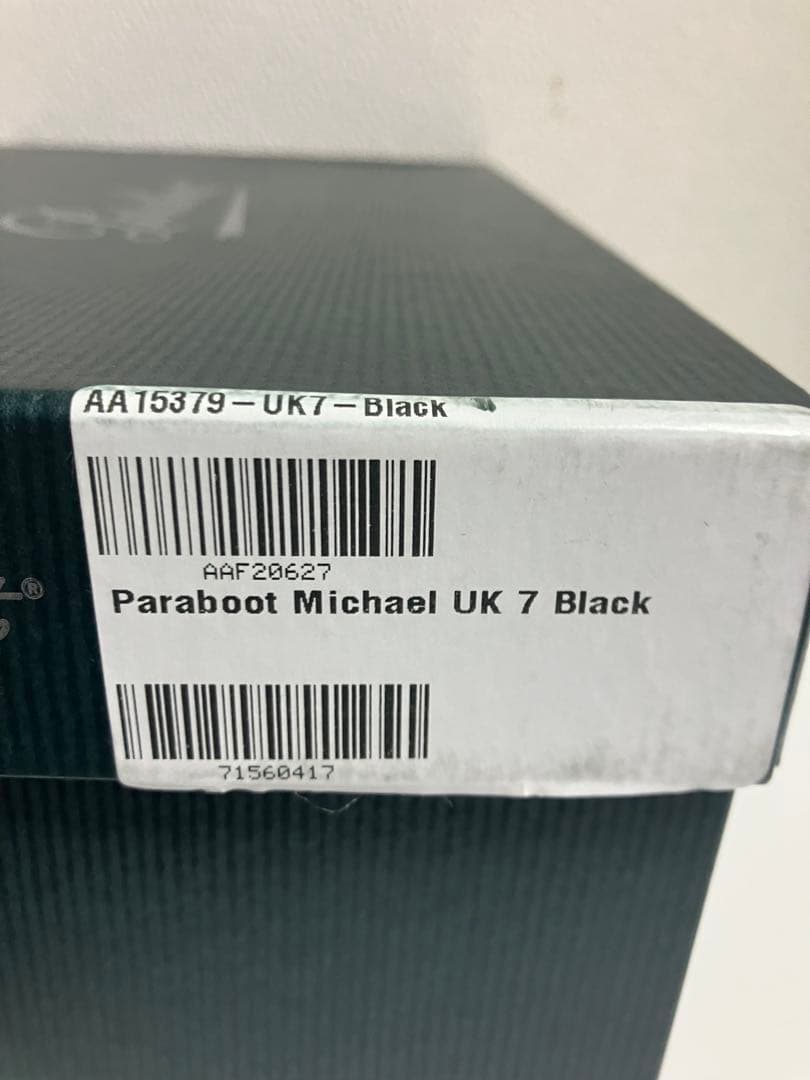 AA15379-UK7-Black
AAF20627
Paraboot Michael UK 7 Black
71560417
®